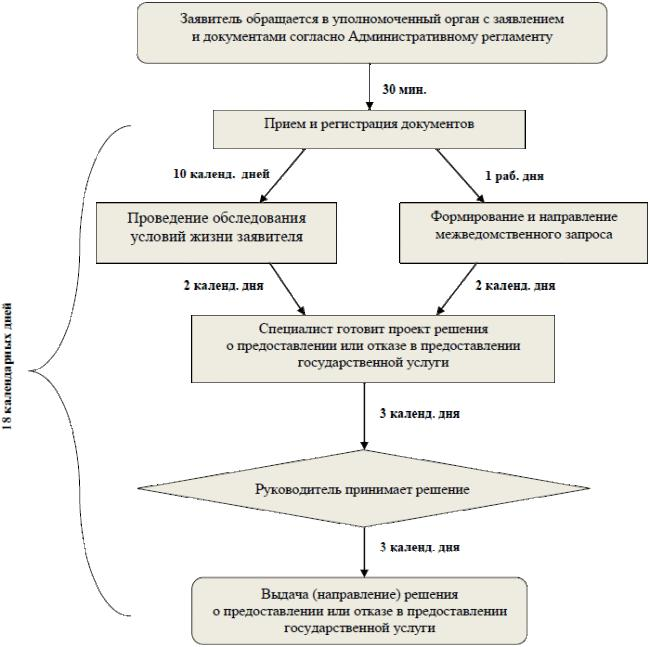 Заявитель обращается в уполномоченный орган с заявлением
и документами согласно Административному регламенту
30 мин.
Прием и регистрация документов
10 календ. дней
1 раб. дня
Проведение обследования
условий жизни заявителя
Формирование и направление
межведомственного запроса
2 календ. дня
2 календ. дня
Специалист готовит проект решения
о предоставлении или отказе в предоставлении
государственной услуги
3 календ. дня
18 календарных дней
Руководитель принимает решение
3 календ. дня
Выдача (направление) решения
о предоставлении или отказе в предоставлении
государственной услуги